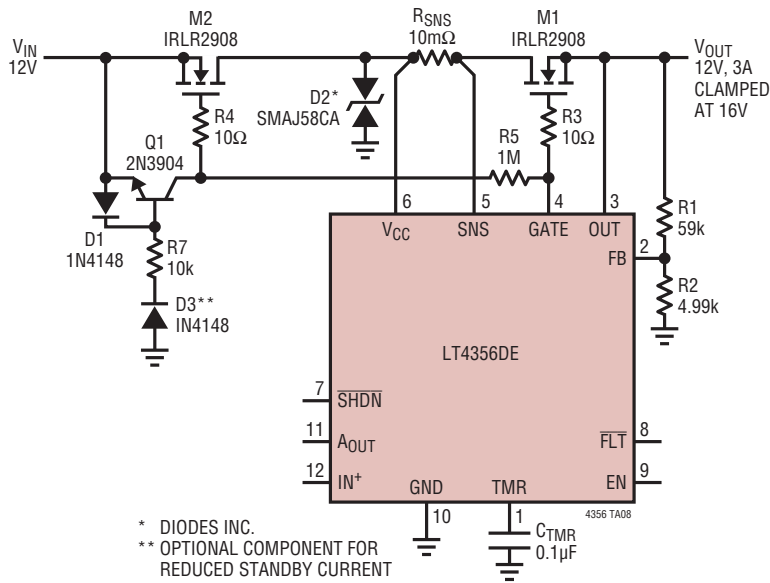 V_IN
12V
M2
IRLR2908
R_SNS
10mΩ
M1
IRLR2908
V_OUT
12V, 3A
CLAMPED
AT 16V
D2*
SMAJ58CA
R4
10Ω
R3
10Ω
Q1
2N3904
R5
1M
D1
1N4148
R7
10k
D3**
IN4148
6
5
4
3
V_CC
SNS
GATE
OUT
FB
2
R1
59k
R2
4.99k
LT4356DE
7
SHDN
11
A_OUT
12
IN+
FLT
8
EN
9
GND
TMR
10
1
4356 TA08
C_TMR
0.1µF
* DIODES INC.
** OPTIONAL COMPONENT FOR
REDUCED STANDBY CURRENT